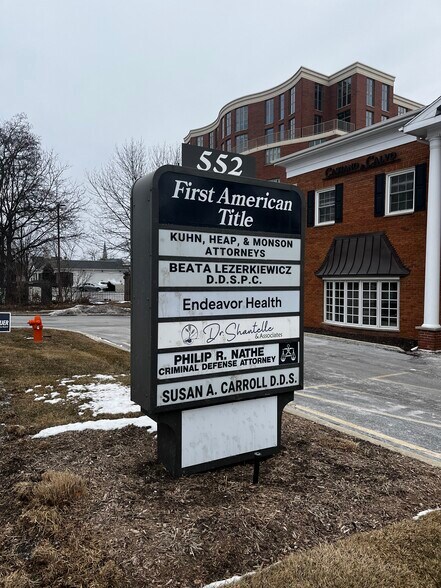 552
First American
Title
KUHN, HEAP, & MONSON
ATTORNEYS
BEATA LEZERKIEWICZ
D.D.S.P.C.
Endeavor Health
Dr. Shantelle
& Associates
PHILIP R. NATHE
CRIMINAL DEFENSE ATTORNEY
SUSAN A. CARROLL D.D.S.